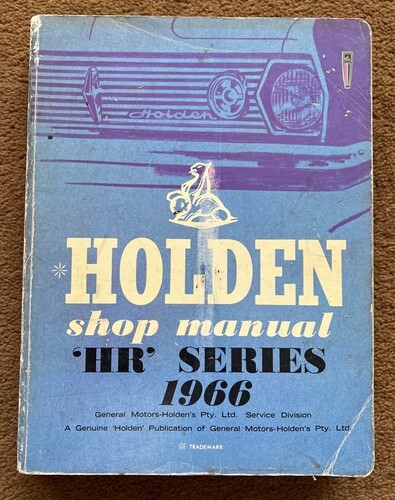 Holden
*HOLDEN
shop manual
'HR' SERIES
1966
General Motors-Holden's Pty. Ltd. Service Division
A Genuine 'Holden' Publication of General Motors-Holden's Pty. Ltd.
* TRADEMARK